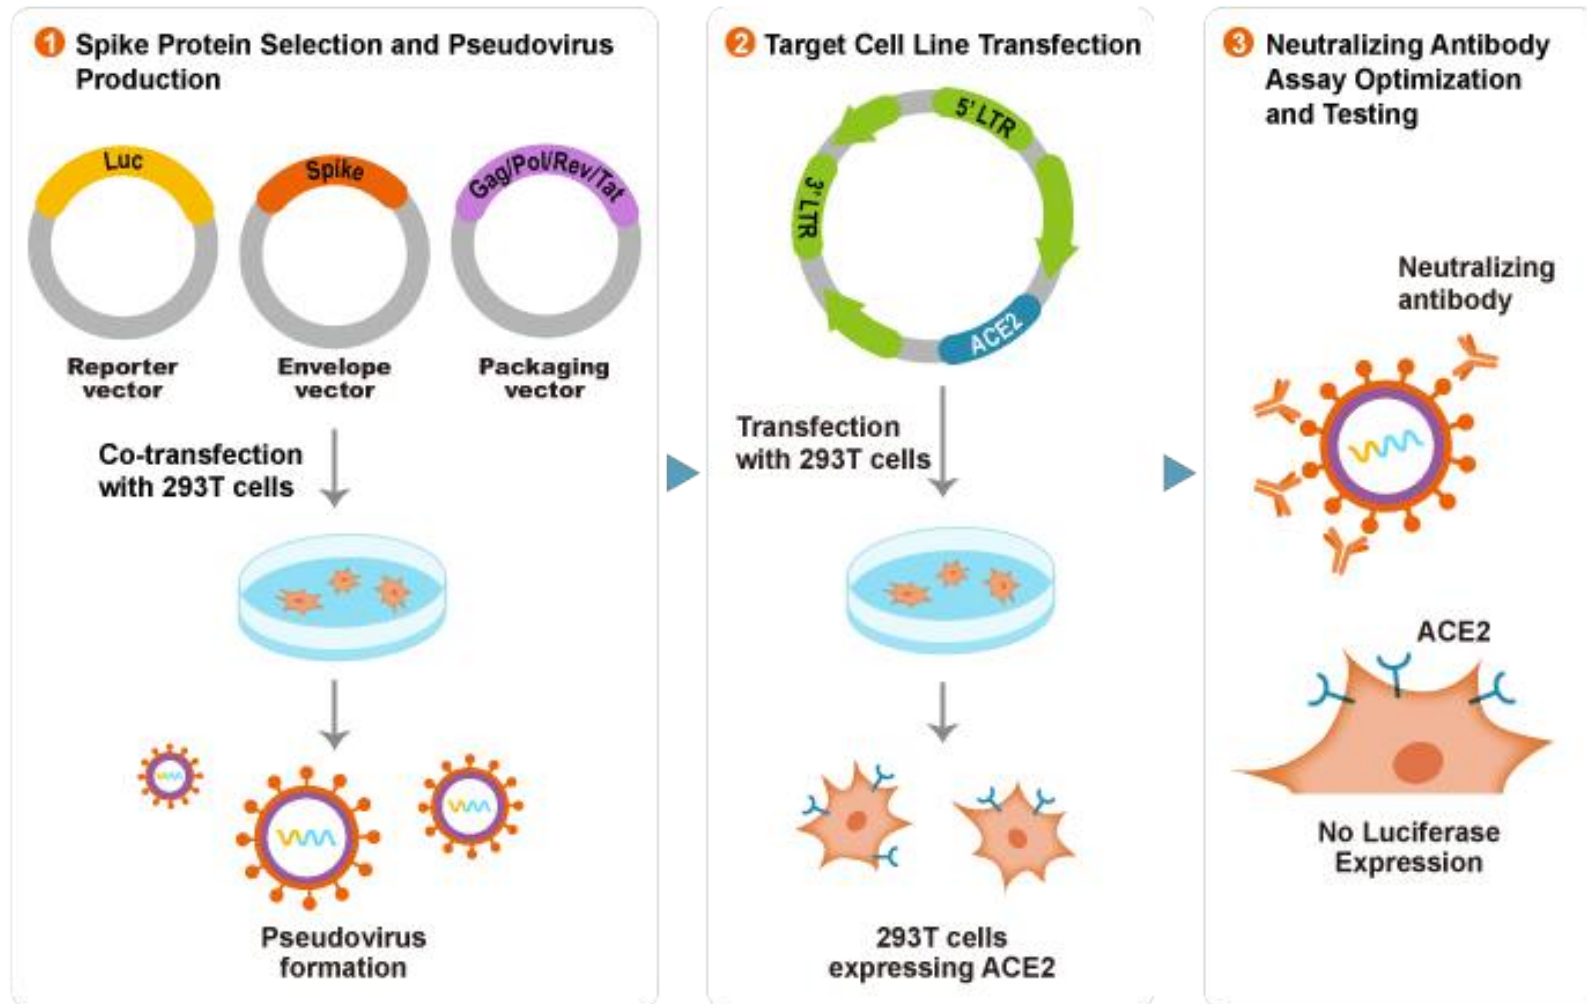 1 Spike Protein Selection and Pseudovirus
Production
Luc
Spike
Gag/Pol/Rev/Tat
Reporter
vector
Envelope
vector
Packaging
vector
Co-transfection
with 293T cells
Pseudovirus
formation
2 Target Cell Line Transfection
5' LTR
3' LTR
ACE2
Transfection
with 293T cells
293T cells
expressing ACE2
3 Neutralizing Antibody
Assay Optimization
and Testing
Neutralizing
antibody
ACE2
No Luciferase
Expression